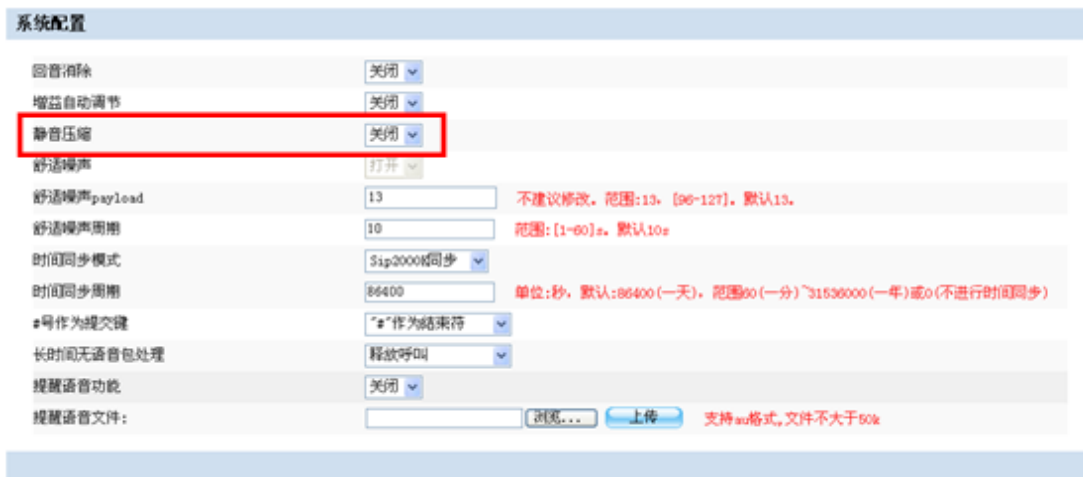 系统配置
回音消除 关闭
增益自动调节 关闭
静音压缩 关闭
舒适噪声 打开
舒适噪声payload 13 不建议修改。范围:13，[96-127]。默认13。
舒适噪声周期 10 范围:[1-60]s。默认10s
时间同步模式 Sip2000K同步
时间同步周期 86400 单位:秒，默认:86400(一天)，范围60(一分)~31536000(一年)或0(不进行时间同步)
#号作为提交键 "#"作为结束符
长时间无语音包处理 释放呼叫
提醒语音功能 关闭
提醒语音文件: 浏览... 上传 支持au格式,文件不大于50k